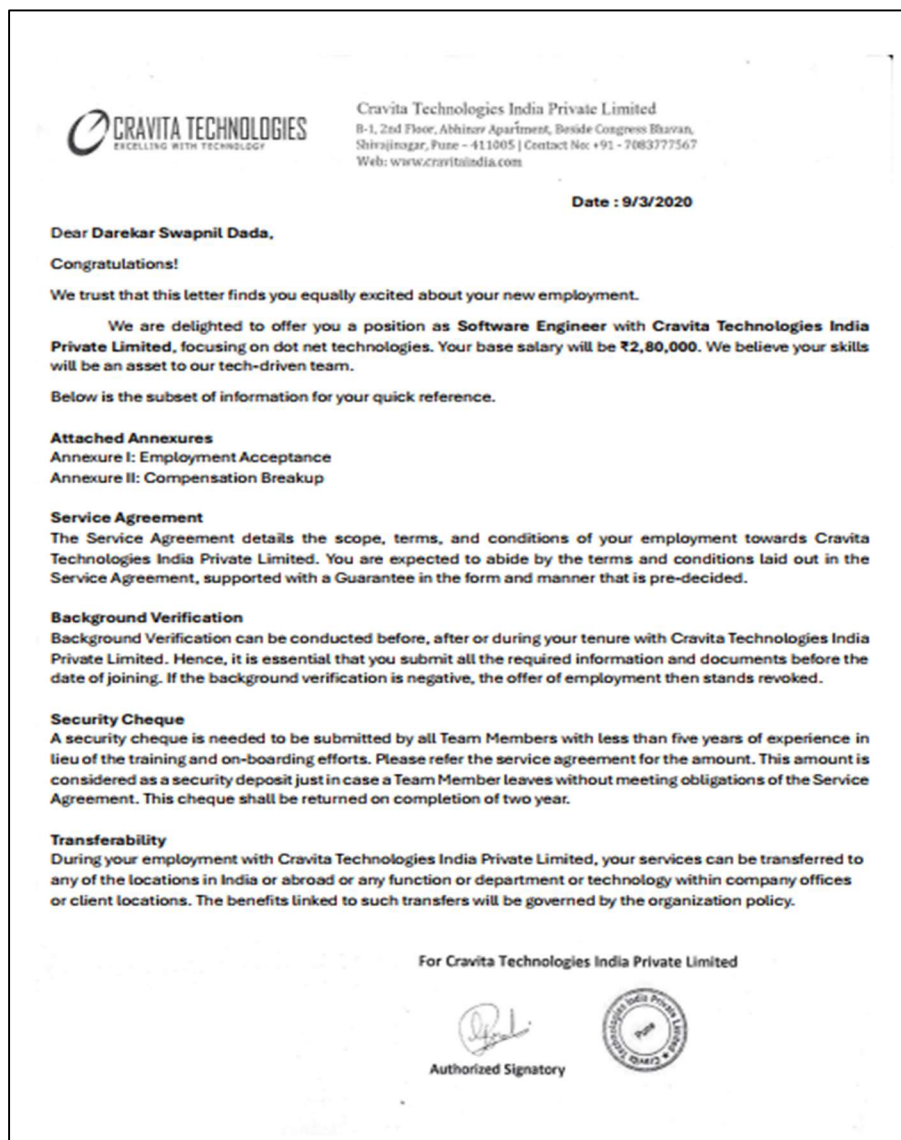 CRAVITA TECHNOLOGIES
EXCELLING WITH TECHNOLOGY
Cravita Technologies India Private Limited
B-1, 2nd Floor, Abhinav Apartment, Beside Congress Bhavan,
Shivajinagar, Pune – 411005 | Contact No: +91 - 7083777567
Web: www.cravitaindia.com
Date : 9/3/2020
Dear Darekar Swapnil Dada,
Congratulations!
We trust that this letter finds you equally excited about your new employment.
We are delighted to offer you a position as Software Engineer with Cravita Technologies India
Private Limited, focusing on dot net technologies. Your base salary will be ₹2,80,000. We believe your skills
will be an asset to our tech-driven team.
Below is the subset of information for your quick reference.
Attached Annexures
Annexure I: Employment Acceptance
Annexure II: Compensation Breakup
Service Agreement
The Service Agreement details the scope, terms, and conditions of your employment towards Cravita
Technologies India Private Limited. You are expected to abide by the terms and conditions laid out in the
Service Agreement, supported with a Guarantee in the form and manner that is pre-decided.
Background Verification
Background Verification can be conducted before, after or during your tenure with Cravita Technologies India
Private Limited. Hence, it is essential that you submit all the required information and documents before the
date of joining. If the background verification is negative, the offer of employment then stands revoked.
Security Cheque
A security cheque is needed to be submitted by all Team Members with less than five years of experience in
lieu of the training and on-boarding efforts. Please refer the service agreement for the amount. This amount is
considered as a security deposit just in case a Team Member leaves without meeting obligations of the Service
Agreement. This cheque shall be returned on completion of two year.
Transferability
During your employment with Cravita Technologies India Private Limited, your services can be transferred to
any of the locations in India or abroad or any function or department or technology within company offices
or client locations. The benefits linked to such transfers will be governed by the organization policy.
For Cravita Technologies India Private Limited
Cravita Technologies India Private Limited
Pune
Authorized Signatory